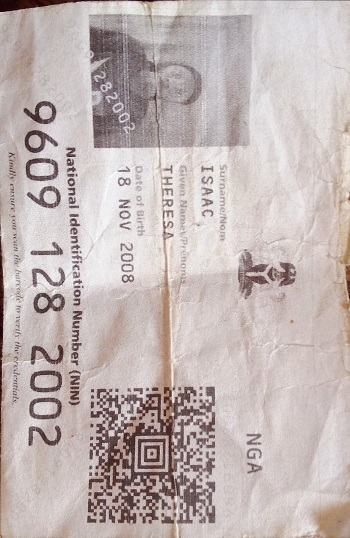 NGA
Surname/Nom
ISAAC
Given Names/Prénoms
THERESA
Date of Birth
18 NOV 2008
282002
National Identification Number (NIN)
9609 128 2002
Kindly ensure you scan the barcode to verify the credentials.